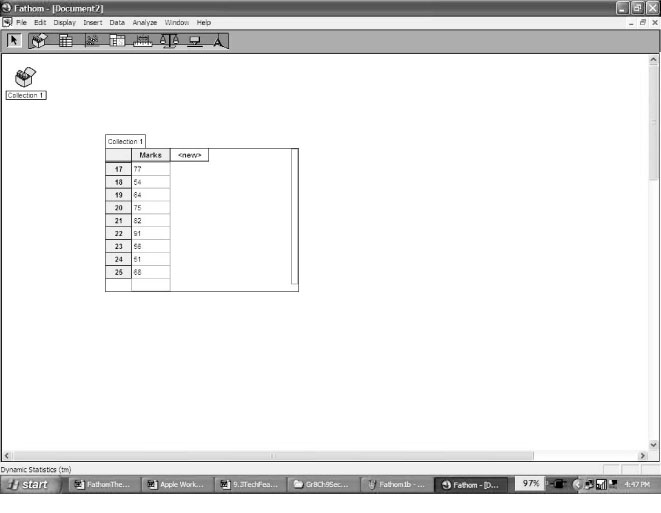 Fathom - [Document2]
File Edit Display Insert Data Analyze Window Help
Collection 1
Collection 1
Marks <new>
17 77
18 54
19 64
20 75
21 82
22 91
23 56
24 51
25 68
Dynamic Statistics (tm)
start FathomThe... Apple Work... 9.3TechFea... Gr8Ch9Sec... Fathom1b - ... Fathom - [D... 97% 4:47 PM